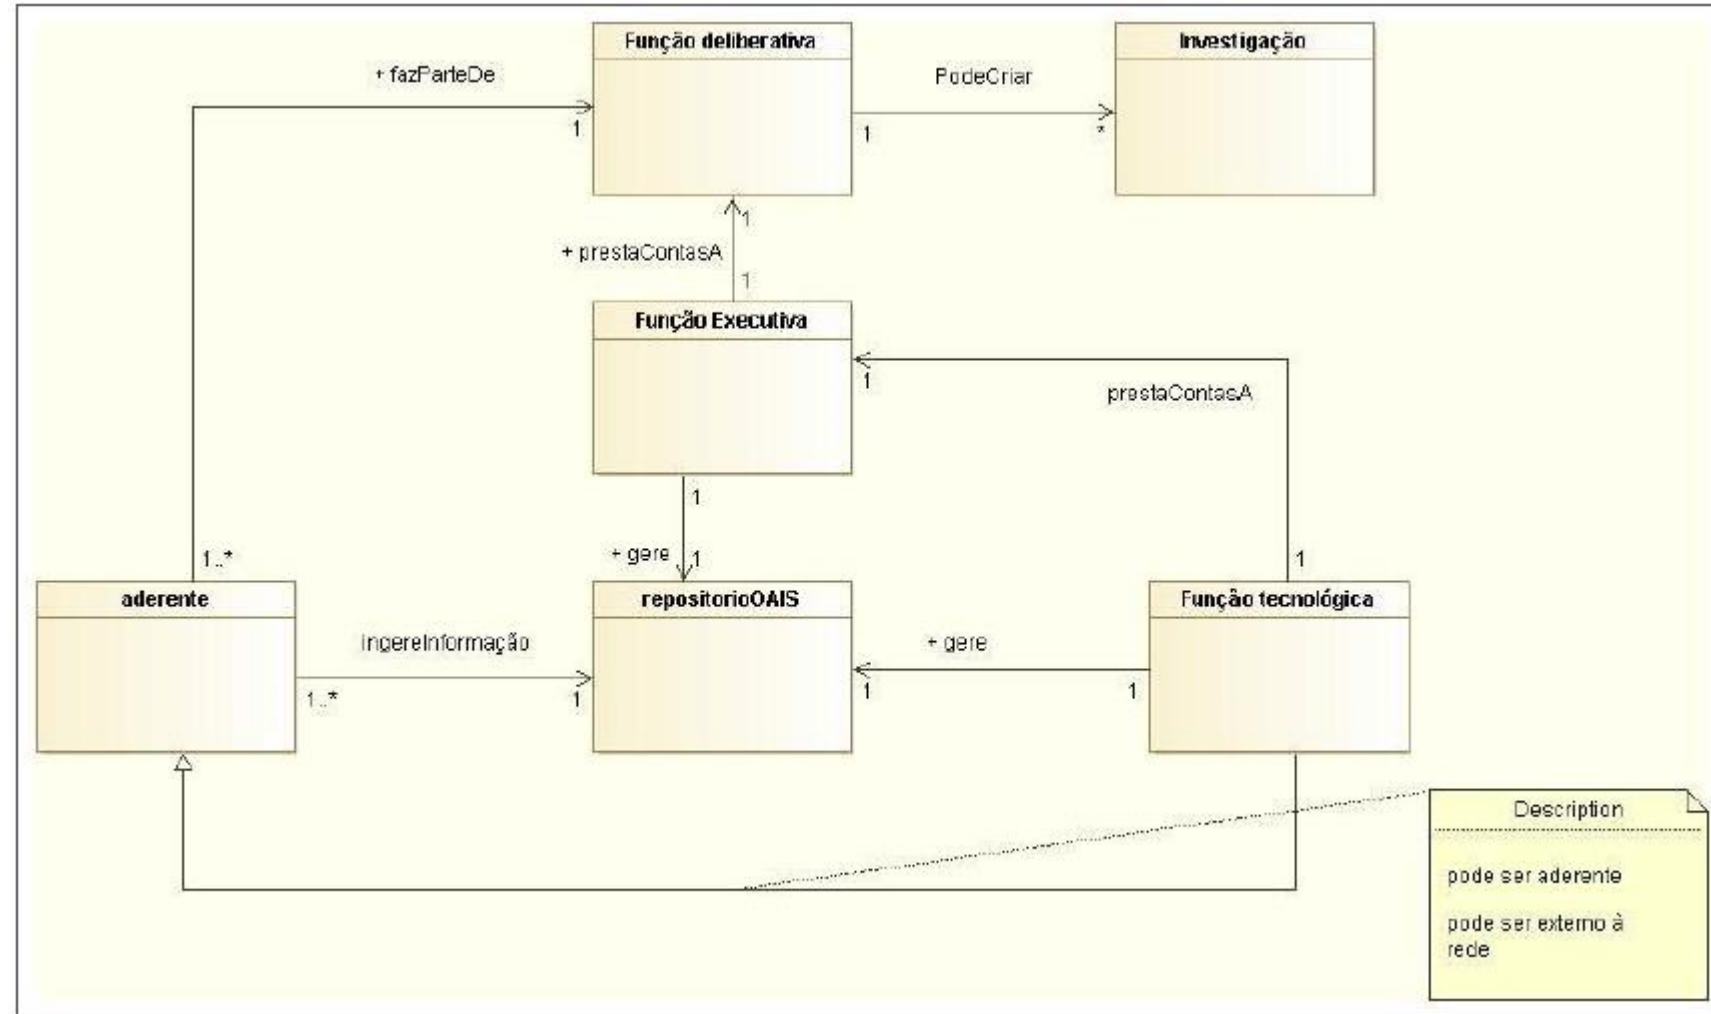 Função deliberativa
Investigação
+ fazParteDe
PodeCriar
1
1
*
1
+ prestaContasA
1
Função Executiva
1
prestaContasA
1
+ gere
1
1..*
1
aderente
repositorioOAIS
Função tecnológica
IngereInformação
+ gere
1..*
1
1
1
Description
pode ser aderente
pode ser externo à
rede